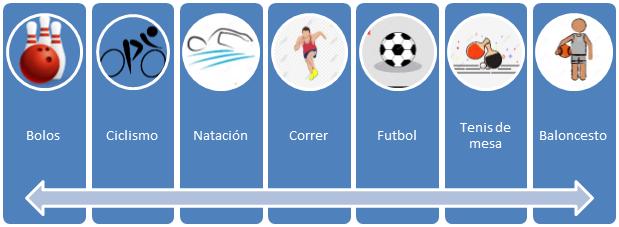 Bolos
Ciclismo
Natación
Correr
Futbol
Tenis de
mesa
Baloncesto